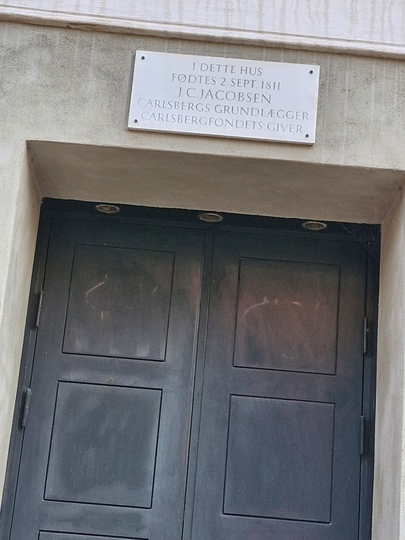 I DETTE HUS
FØDTES 2. SEPT 1811
J.C. JACOBSEN
CARLSBERGS GRUNDLÆGGER
CARLSBERGFONDETS GIVER